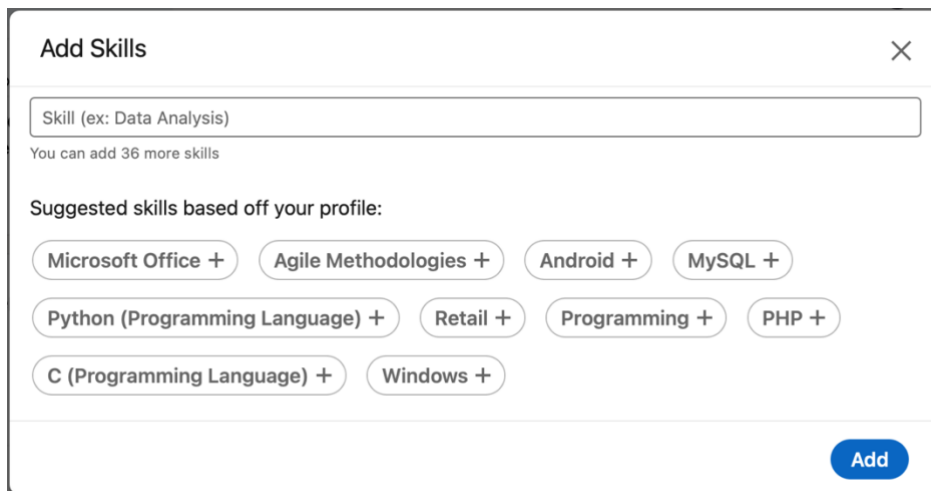 Add Skills
Skill (ex: Data Analysis)
You can add 36 more skills
Suggested skills based off your profile:
Microsoft Office + Agile Methodologies + Android + MySQL +
Python (Programming Language) + Retail + Programming + PHP +
C (Programming Language) + Windows +
Add